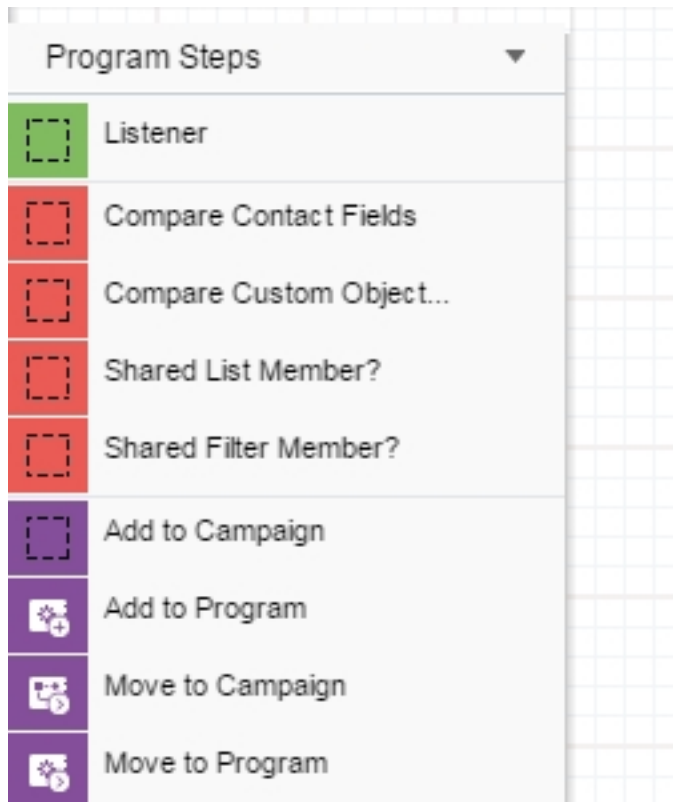 Program Steps
Listener
Compare Contact Fields
Compare Custom Object...
Shared List Member?
Shared Filter Member?
Add to Campaign
Add to Program
Move to Campaign
Move to Program